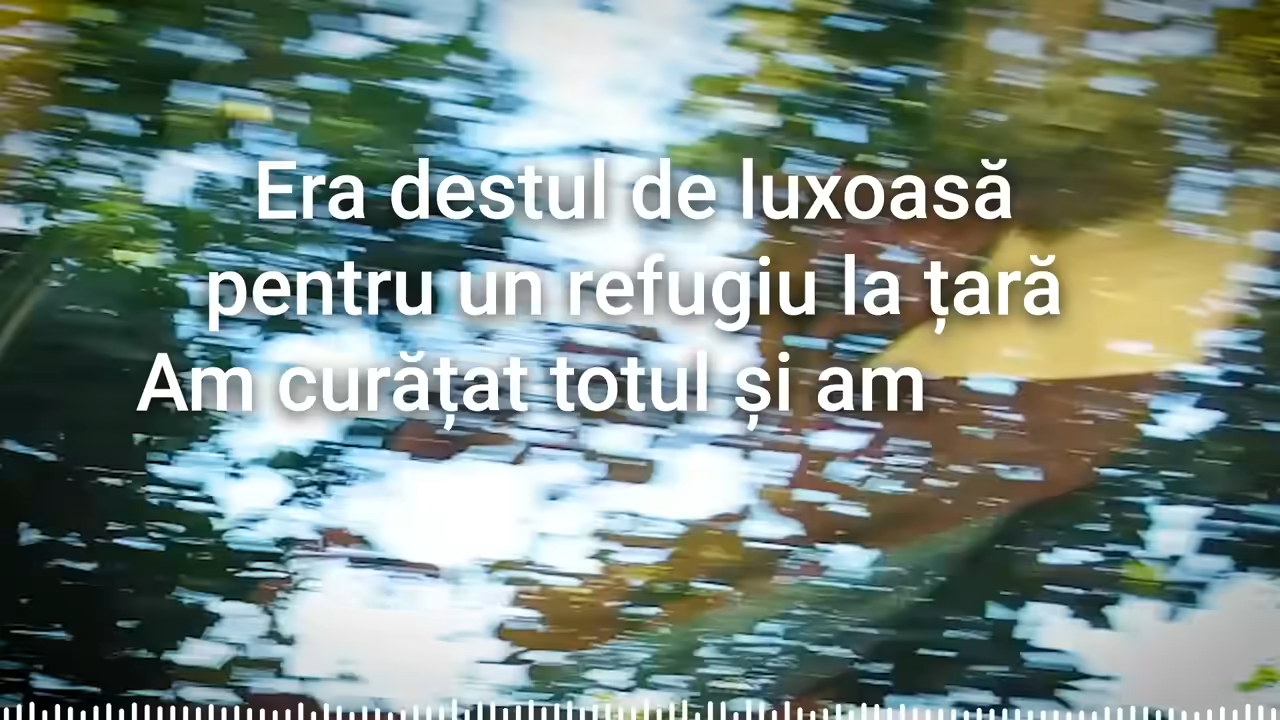 Era destul de luxoasă
pentru un refugiu la țară
Am curățat totul și am